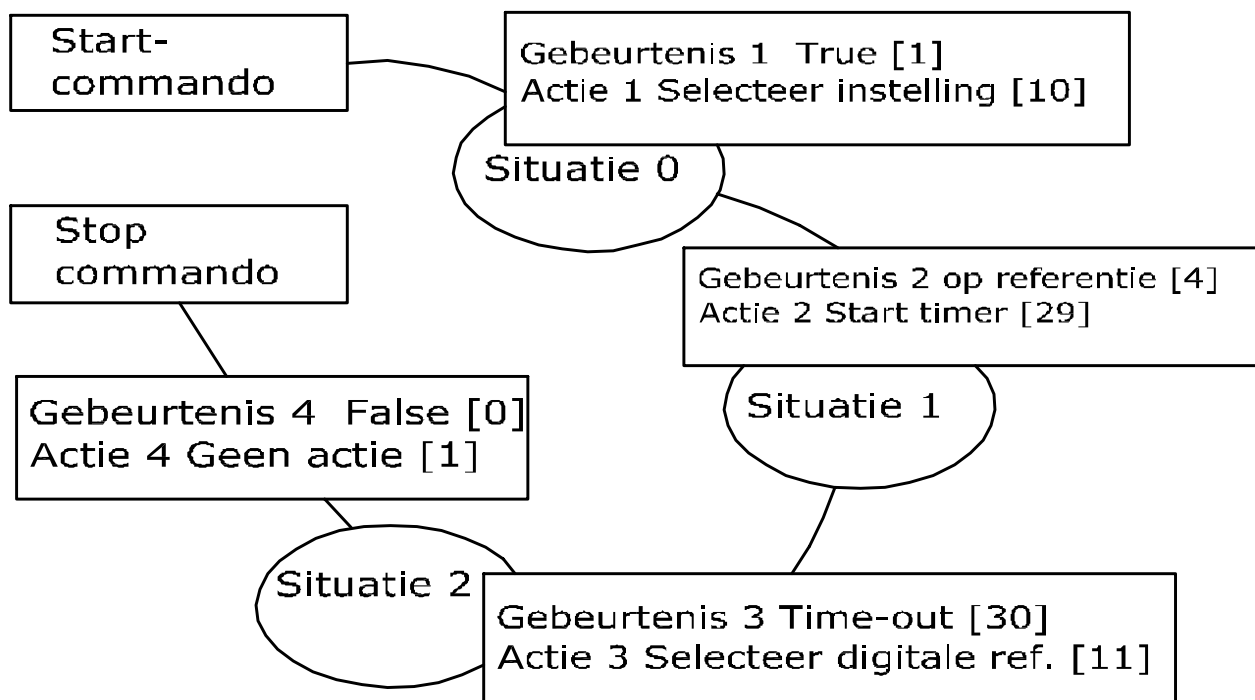 Start-
commando
Gebeurtenis 1 True [1]
Actie 1 Selecteer instelling [10]
Situatie 0
Stop
commando
Gebeurtenis 2 op referentie [4]
Actie 2 Start timer [29]
Situatie 1
Gebeurtenis 4 False [0]
Actie 4 Geen actie [1]
Situatie 2
Gebeurtenis 3 Time-out [30]
Actie 3 Selecteer digitale ref. [11]